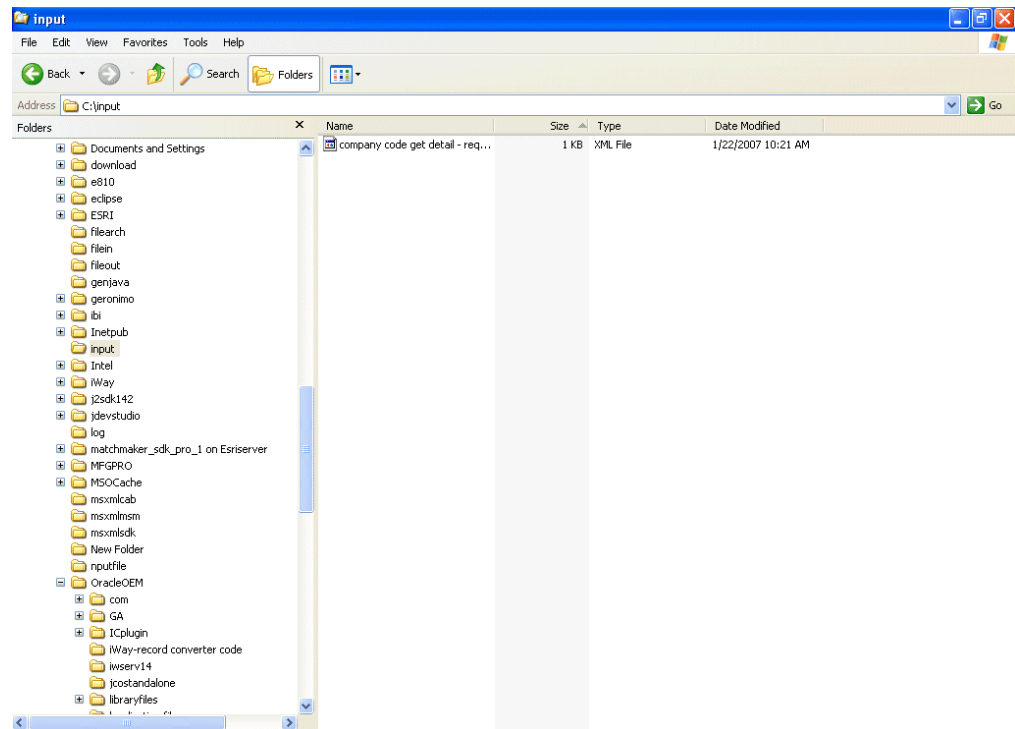 input
File Edit View Favorites Tools Help
Back Search Folders
Address C:\input Go
Folders Name Size Type Date Modified
Documents and Settings company code get detail - req... 1 KB XML File 1/22/2007 10:21 AM
download
e810
eclipse
ESRI
filearch
filein
fileout
genjava
geronimo
ibi
Inetpub
input
Intel
iWay
j2sdk142
jdevstudio
log
matchmaker_sdk_pro_1 on Esriserver
MFGPRO
MSOCache
msxmlcab
msxmlmsm
msxmlsdk
New Folder
nputfile
OracleOEM
com
GA
ICplugin
iWay-record converter code
iwserv14
jcostandalone
libraryfiles